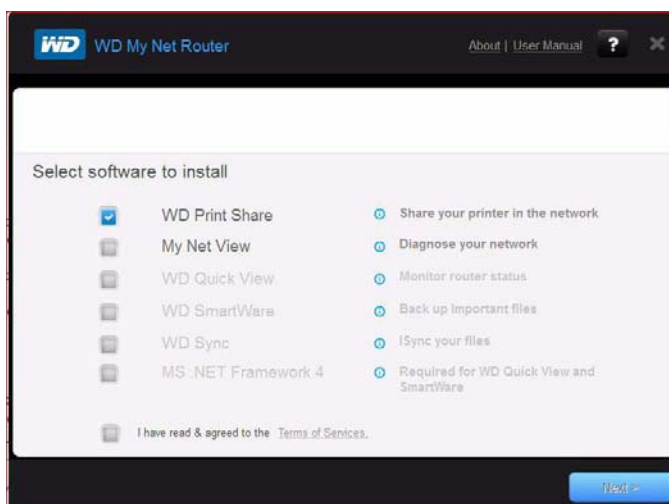 WD WD My Net Router About | User Manual ?
Select software to install
WD Print Share Share your printer in the network
My Net View Diagnose your network
WD Quick View Monitor router status
WD SmartWare Back up important files
WD Sync ISync your files
MS .NET Framework 4 Required for WD Quick View and
SmartWare
I have read & agreed to the Terms of Services.
Next >